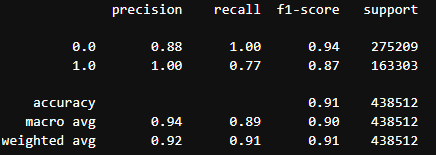 precision recall f1-score support
0.0 0.88 1.00 0.94 275209
1.0 1.00 0.77 0.87 163303
accuracy 0.91 438512
macro avg 0.94 0.89 0.90 438512
weighted avg 0.92 0.91 0.91 438512